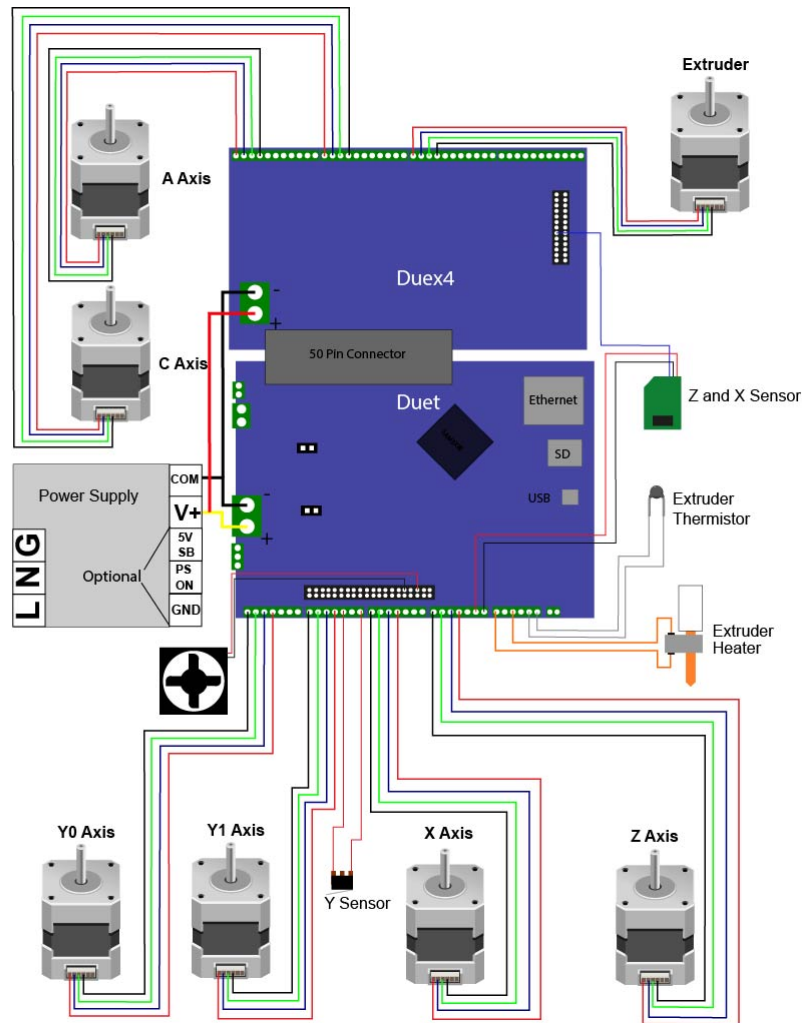 Extruder
A Axis
Duex4
-
+
50 Pin Connector
C Axis
Duet
Ethernet
Z and X Sensor
SD
USB
Power Supply
COM
V+
5V
SB
PS
ON
GND
Optional
G
N
L
-
+
Extruder
Thermistor
Extruder
Heater
Y0 Axis
Y1 Axis
X Axis
Z Axis
Y Sensor